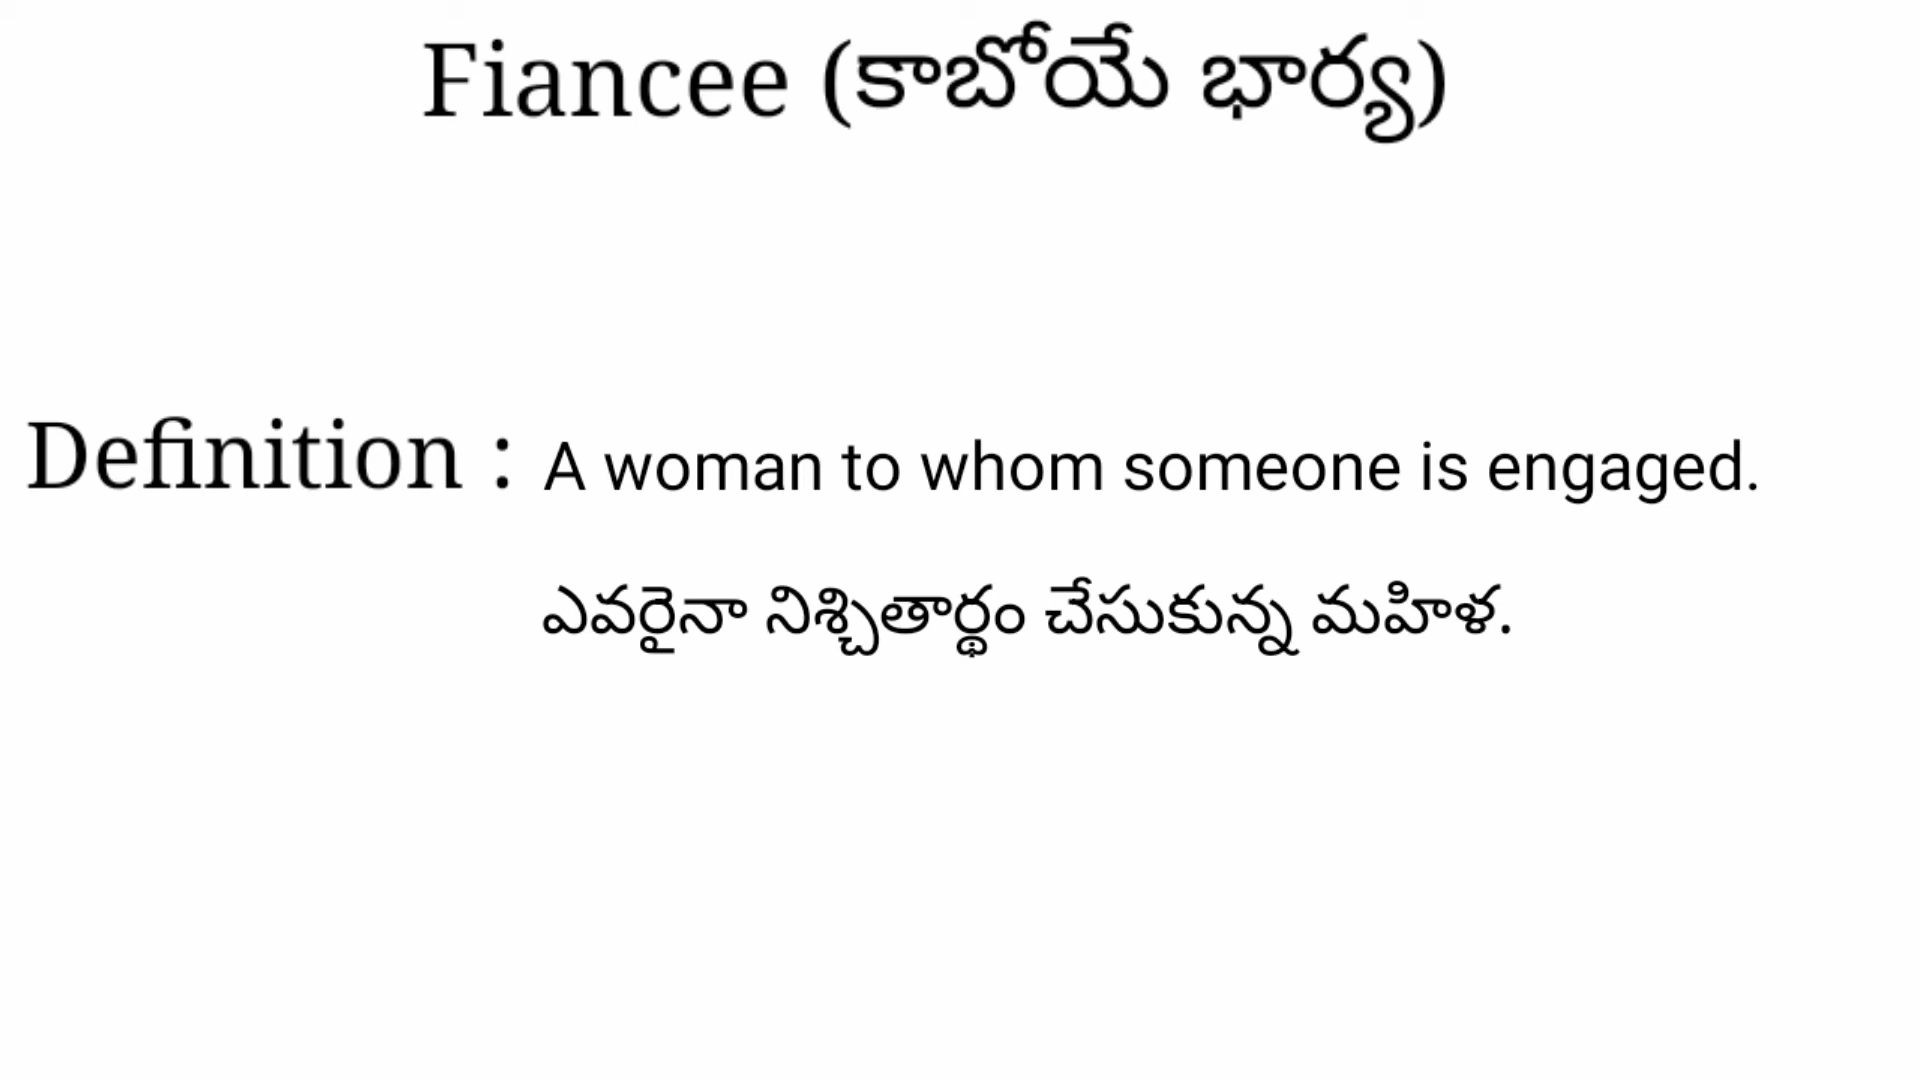 Fiancee (కాబోయే భార్య)
Definition : A woman to whom someone is engaged.
ఎవరైనా నిశ్చితార్థం చేసుకున్న మహిళ.